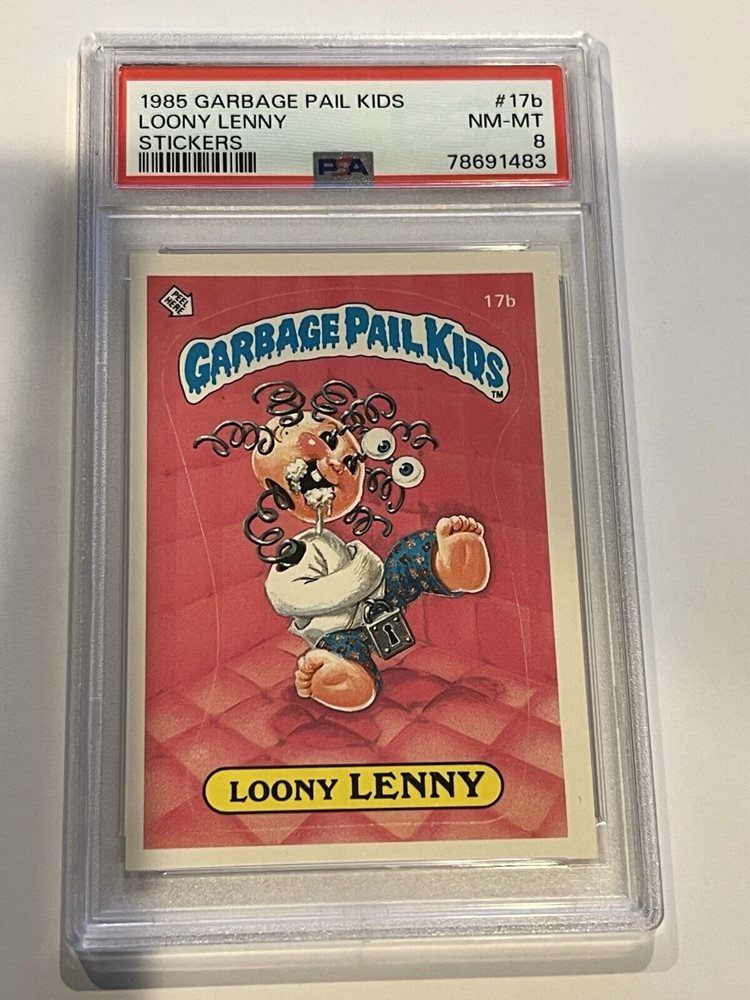 1985 GARBAGE PAIL KIDS #17b
LOONY LENNY NM-MT
STICKERS 8
PSA 78691483
PEEL HERE
17b
GARBAGE PAIL KIDS
TM
LOONY LENNY